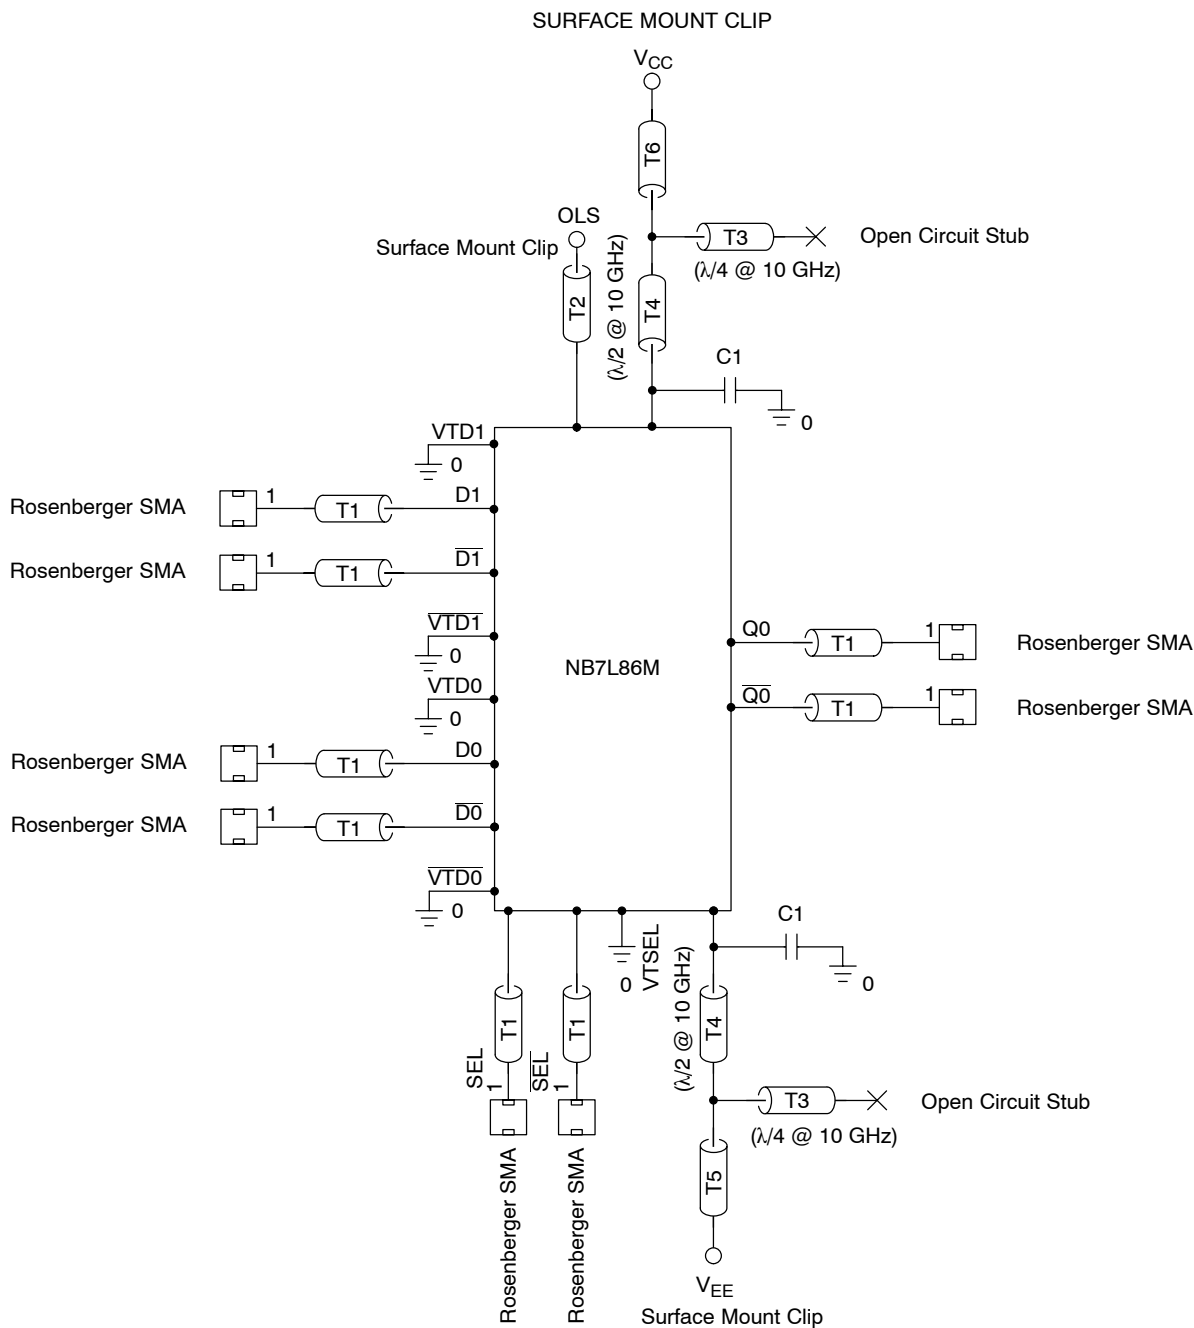 SURFACE MOUNT CLIP
VCC
T6
OLS
Surface Mount Clip
T2
T3
Open Circuit Stub
(λ/4 @ 10 GHz)
(λ/2 @ 10 GHz)
T4
C1
0
VTD1
0
Rosenberger SMA
1
T1
D1
Rosenberger SMA
1
T1
D1
VTD1
0
NB7L86M
Q0
T1
1
Rosenberger SMA
VTD0
0
Q0
T1
1
Rosenberger SMA
Rosenberger SMA
1
T1
D0
Rosenberger SMA
1
T1
D0
VTD0
0
C1
0
0
VTSEL
T1
T1
(λ/2 @ 10 GHz)
T4
SEL
1
SEL
1
T3
Open Circuit Stub
(λ/4 @ 10 GHz)
Rosenberger SMA
Rosenberger SMA
T5
VEE
Surface Mount Clip